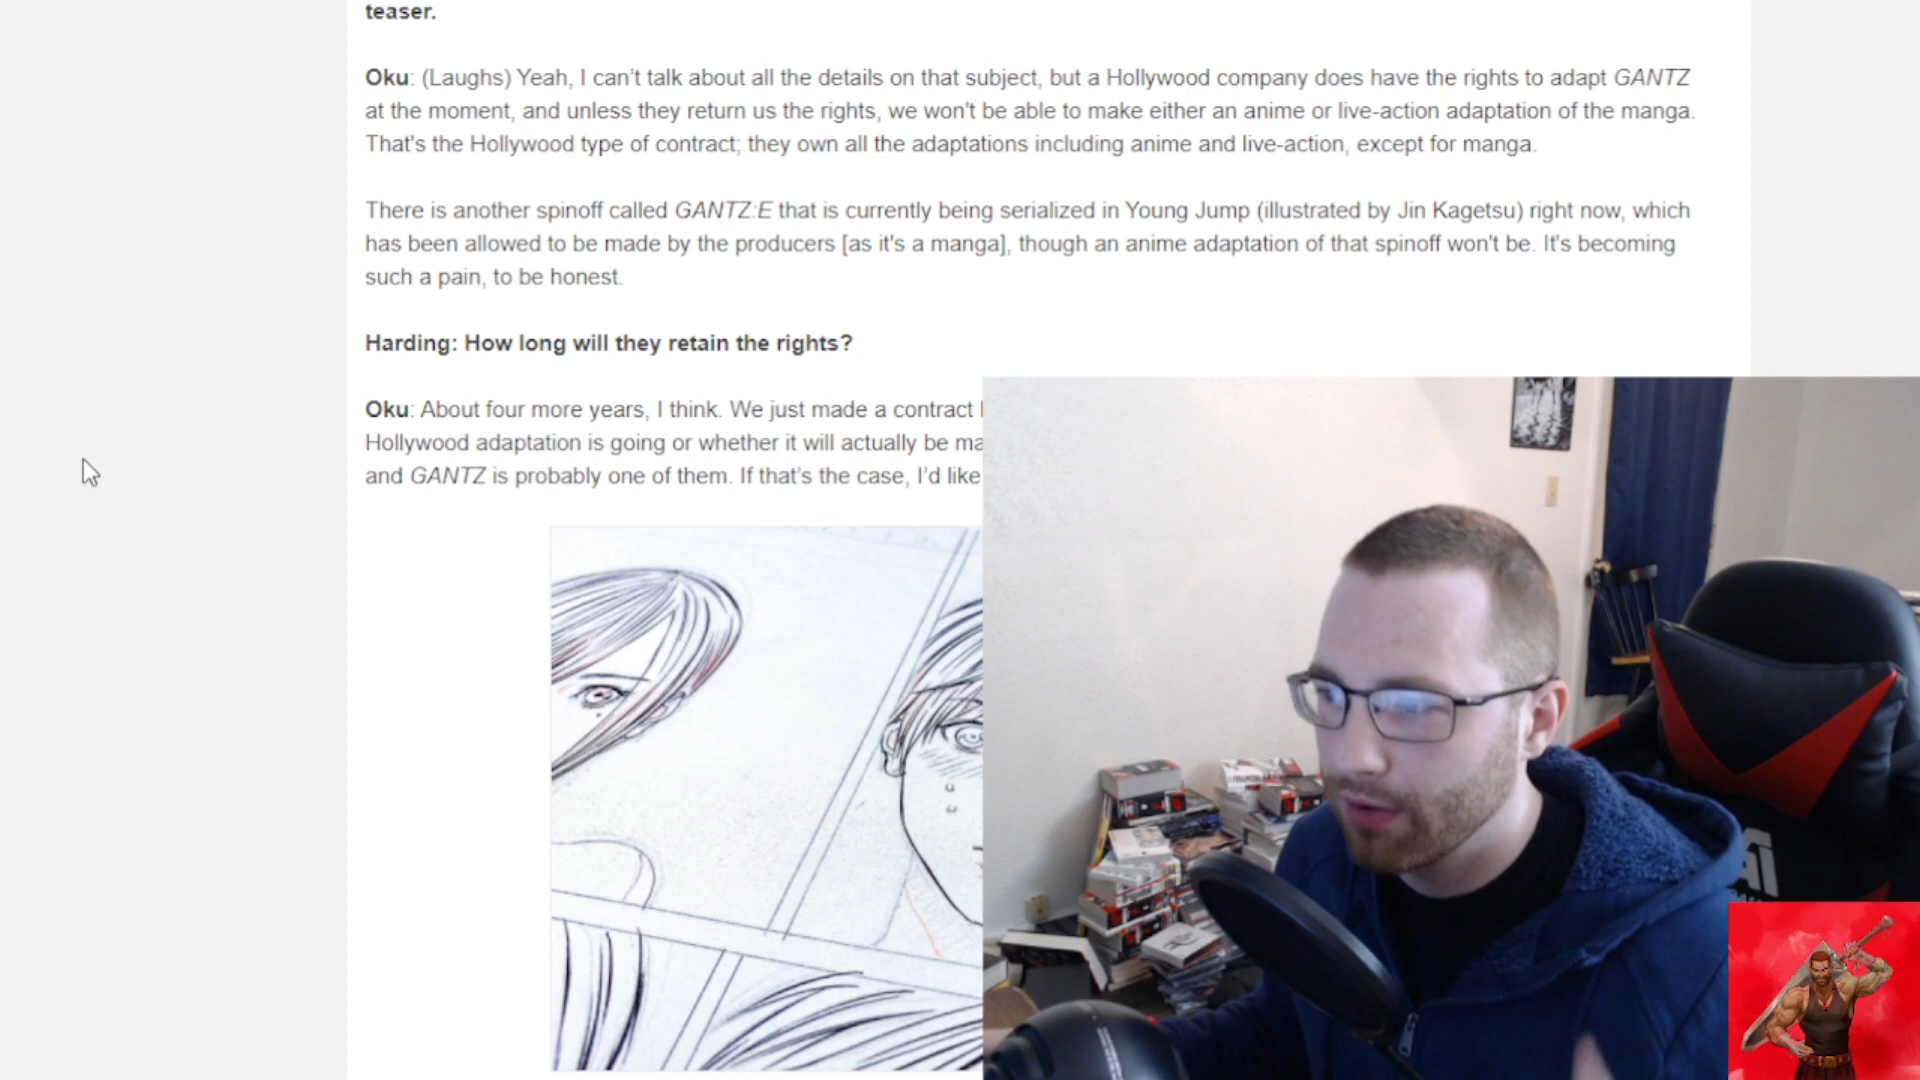 teaser.
Oku: (Laughs) Yeah, I can’t talk about all the details on that subject, but a Hollywood company does have the rights to adapt GANTZ
at the moment, and unless they return us the rights, we won't be able to make either an anime or live-action adaptation of the manga.
That's the Hollywood type of contract; they own all the adaptations including anime and live-action, except for manga.
There is another spinoff called GANTZ:E that is currently being serialized in Young Jump (illustrated by Jin Kagetsu) right now, which
has been allowed to be made by the producers [as it's a manga], though an anime adaptation of that spinoff won't be. It's becoming
such a pain, to be honest.
Harding: How long will they retain the rights?
Oku: About four more years, I think. We just made a contract
Hollywood adaptation is going or whether it will actually be
and GANTZ is probably one of them. If that’s the case, I’d like